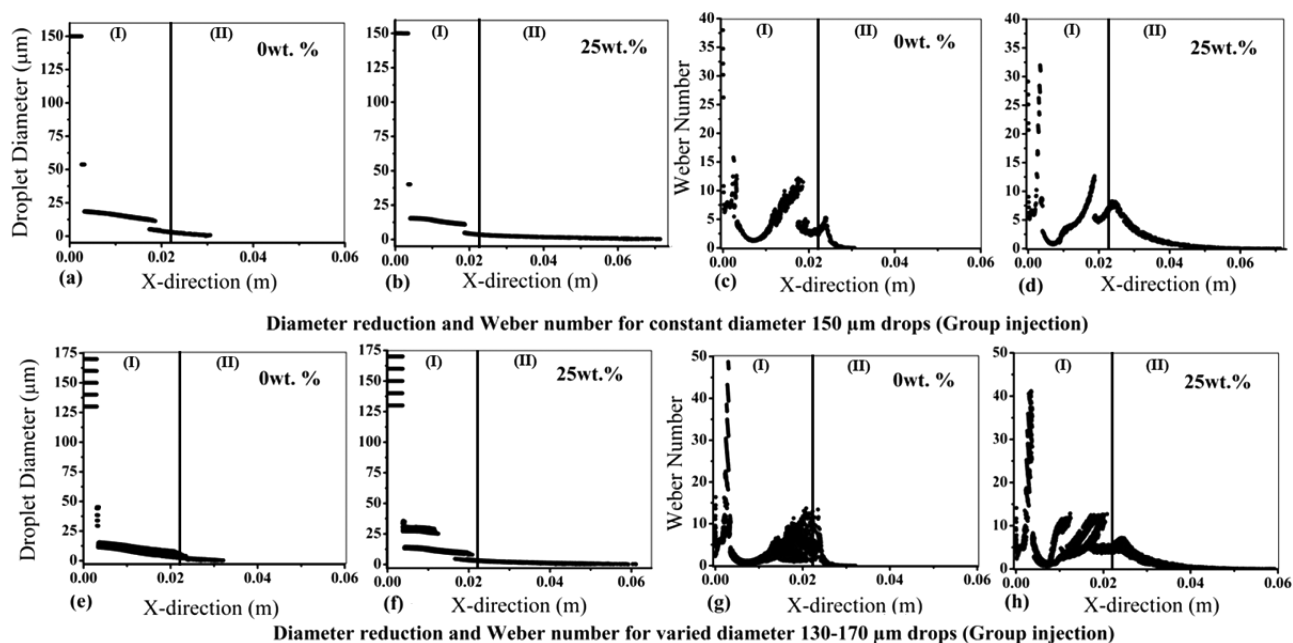 (I) (II) 0wt. %
(I) (II) 25wt.%
(I) (II) 0wt. %
(I) (II) 25wt.%
Droplet Diameter (µm)
150
125
100
75
50
25
0
0.00 0.02 0.04 0.06
(a) X-direction (m)
150
125
100
75
50
25
0
0.00 0.02 0.04 0.06
(b) X-direction (m)
Weber Number
40
35
30
25
20
15
10
5
0
0.00 0.02 0.04 0.06
(c) X-direction (m)
40
35
30
25
20
15
10
5
0
0.00 0.02 0.04 0.06
(d) X-direction (m)
Diameter reduction and Weber number for constant diameter 150 µm drops (Group injection)
(I) (II) 0wt. %
(I) (II) 25wt.%
(I) (II) 0wt. %
(I) (II) 25wt.%
Droplet Diameter (µm)
175
150
125
100
75
50
25
0
0.00 0.02 0.04 0.06
(e) X-direction (m)
175
150
125
100
75
50
25
0
0.00 0.02 0.04 0.06
(f) X-direction (m)
Weber Number
50
40
30
20
10
0
0.00 0.02 0.04 0.06
(g) X-direction (m)
50
40
30
20
10
0
0.00 0.02 0.04 0.06
(h) X-direction (m)
Diameter reduction and Weber number for varied diameter 130-170 µm drops (Group injection)